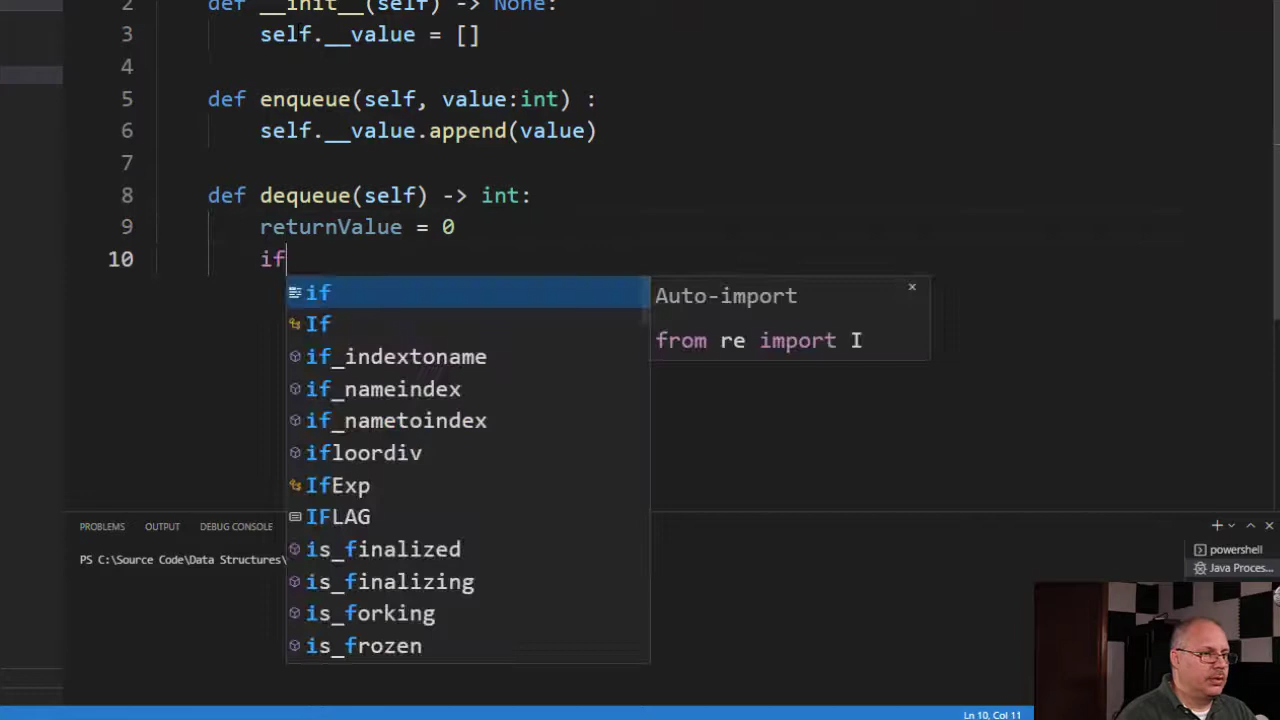 2 def __init__(self) -> None:
3 self.__value = []
4
5 def enqueue(self, value:int) :
6 self.__value.append(value)
7
8 def dequeue(self) -> int:
9 returnValue = 0
10 if
if
If
if_indextoname
if_nameindex
if_nametoindex
ifloordiv
IfExp
IFLAG
is_finalized
is_finalizing
is_forking
is_frozen
Auto-import ×
from re import I
PROBLEMS OUTPUT DEBUG CONSOLE
PS C:\Source Code\Data Structures\
powershell
Java Proces...
Ln 10, Col 11